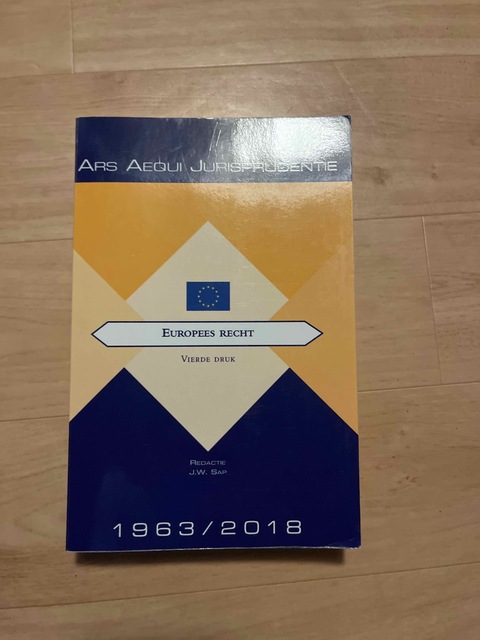 Ars Aequi Jurisprudentie
Europees recht
Vierde druk
Redactie
J.W. Sap
1963/2018